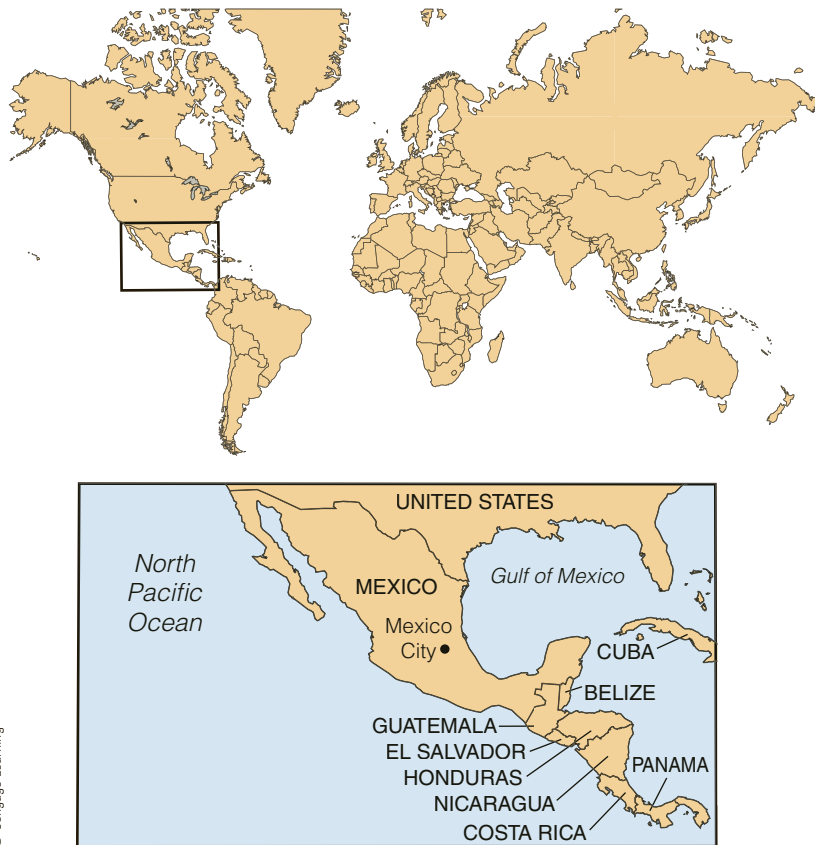 UNITED STATES
North
Pacific
Ocean
Gulf of Mexico
MEXICO
Mexico
City
CUBA
BELIZE
GUATEMALA
EL SALVADOR
HONDURAS
PANAMA
NICARAGUA
COSTA RICA
Learning